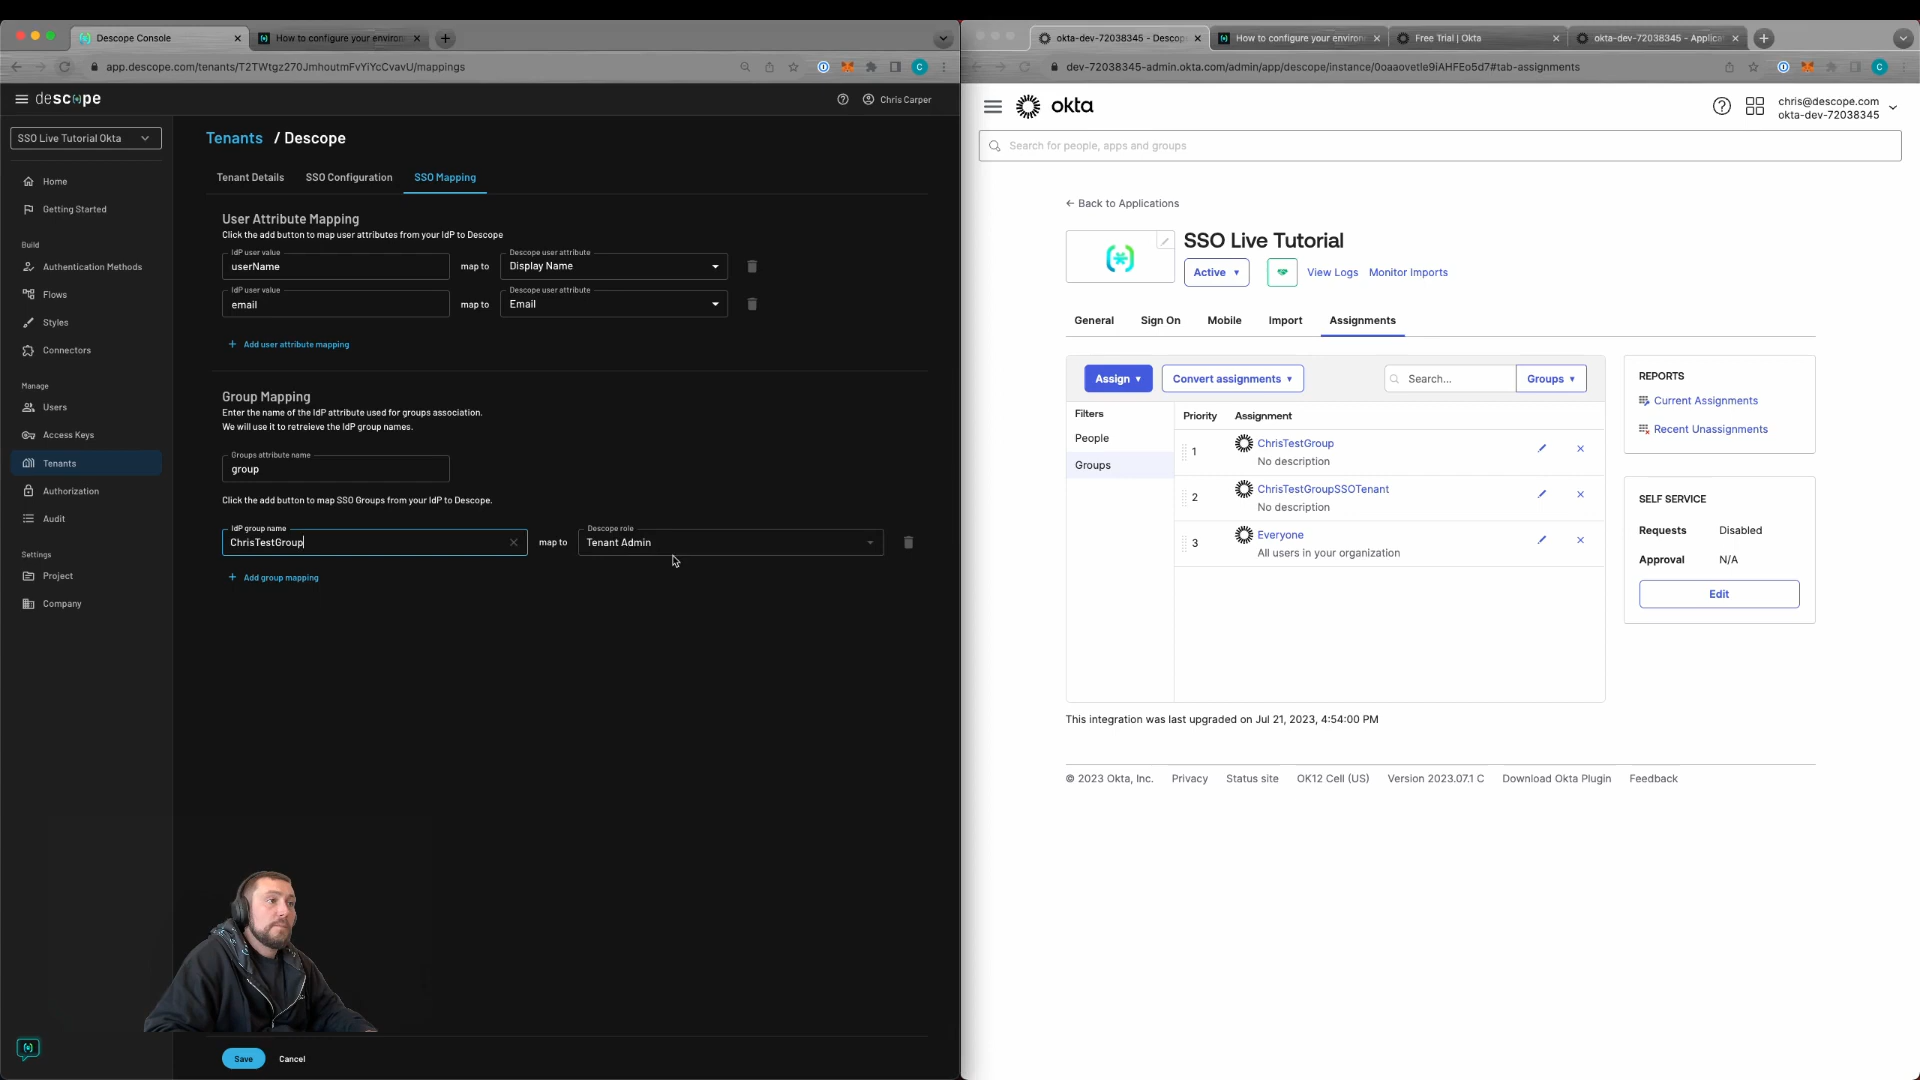 Descope Console
How to configure your environ
app.descope.com/tenants/T2TWtgz270JmhoutmFvYiYcCvavU/mappings
descope
Chris Carper
SSO Live Tutorial Okta
Home
Getting Started
Build
Authentication Methods
Flows
Styles
Connectors
Manage
Users
Access Keys
Tenants
Authorization
Audit
Settings
Project
Company
Tenants / Descope
Tenant Details
SSO Configuration
SSO Mapping
User Attribute Mapping
Click the add button to map user attributes from your IdP to Descope
IdP user value
userName
map to
Descope user attribute
Display Name
IdP user value
email
map to
Descope user attribute
Email
+ Add user attribute mapping
Group Mapping
Enter the name of the IdP attribute used for groups association.
We will use it to retreieve the IdP group names.
Groups attribute name
group
Click the add button to map SSO Groups from your IdP to Descope.
IdP group name
ChrisTestGroup
map to
Descope role
Tenant Admin
+ Add group mapping
Save
Cancel
okta-dev-72038345 - Descop
How to configure your environ
Free Trial | Okta
okta-dev-72038345 - Applica
dev-72038345-admin.okta.com/admin/app/descope/instance/0oaaovetle9iAHFEo5d7#tab-assignments
okta
chris@descope.com
okta-dev-72038345
Search for people, apps and groups
← Back to Applications
SSO Live Tutorial
Active
View Logs
Monitor Imports
General
Sign On
Mobile
Import
Assignments
Assign
Convert assignments
Search...
Groups
Filters
People
Groups
Priority
Assignment
1
ChrisTestGroup
No description
2
ChrisTestGroupSSOTenant
No description
3
Everyone
All users in your organization
REPORTS
Current Assignments
Recent Unassignments
SELF SERVICE
Requests
Disabled
Approval
N/A
Edit
This integration was last upgraded on Jul 21, 2023, 4:54:00 PM
© 2023 Okta, Inc.
Privacy
Status site
OK12 Cell (US)
Version 2023.07.1 C
Download Okta Plugin
Feedback